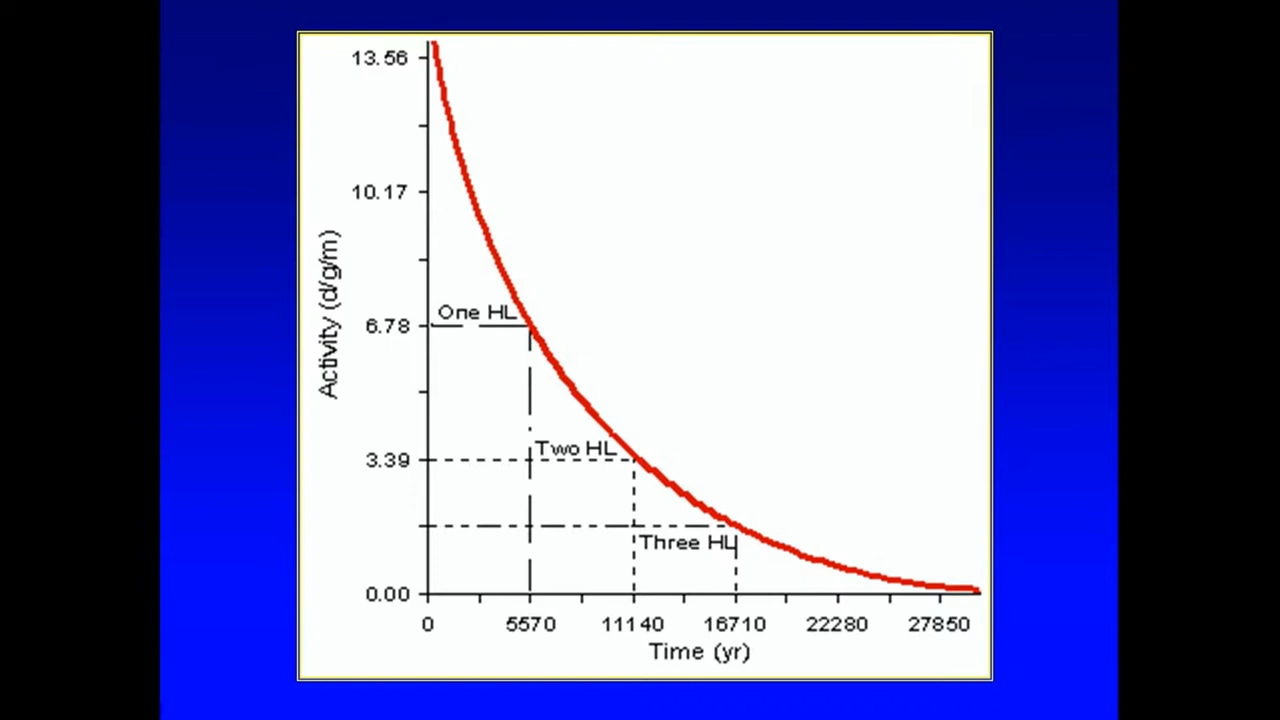 13.56
10.17
Activity (d/g/m)
One HL
6.78
Two HL
3.39
Three HL
0.00
0 5570 11140 16710 22280 27850
Time (yr)